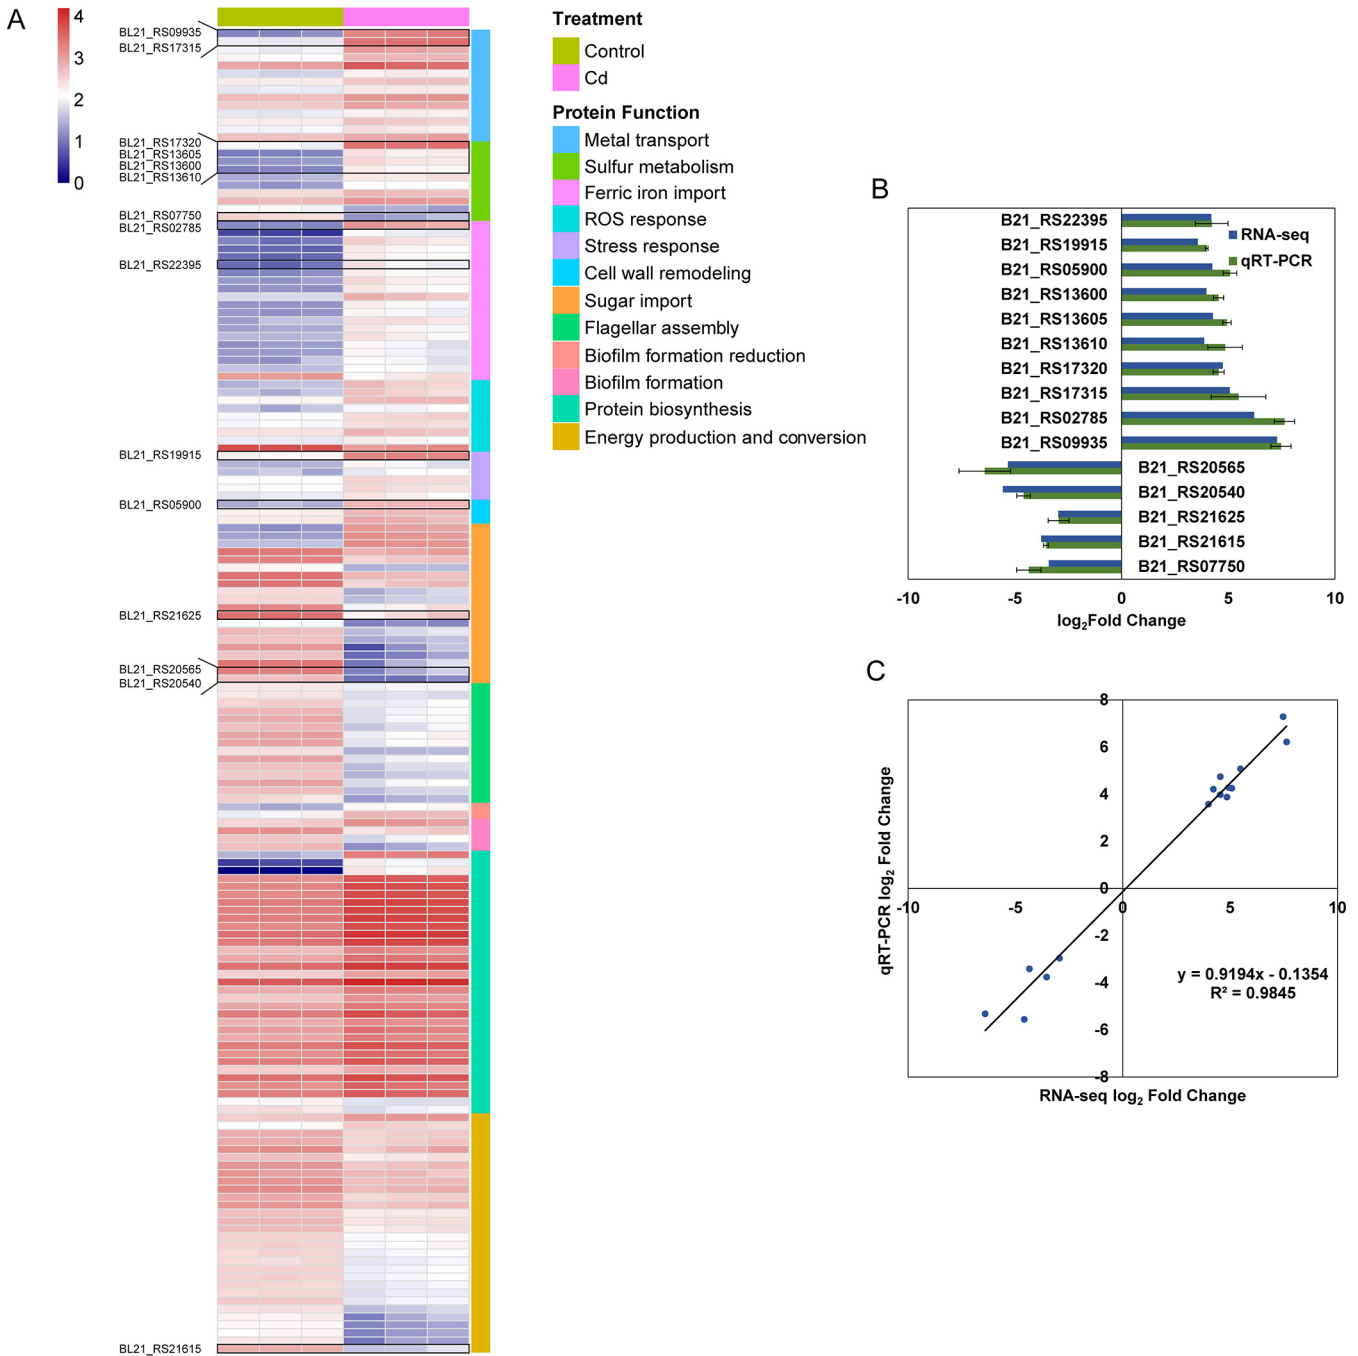 A
4
3
2
1
0
BL21_RS09935
BL21_RS17315
BL21_RS17320
BL21_RS13605
BL21_RS13600
BL21_RS13610
BL21_RS07750
BL21_RS02785
BL21_RS22395
BL21_RS19915
BL21_RS05900
BL21_RS21625
BL21_RS20565
BL21_RS20540
BL21_RS21615
Treatment
Control
Cd
Protein Function
Metal transport
Sulfur metabolism
Ferric iron import
ROS response
Stress response
Cell wall remodeling
Sugar import
Flagellar assembly
Biofilm formation reduction
Biofilm formation
Protein biosynthesis
Energy production and conversion
B
B21_RS22395
B21_RS19915
B21_RS05900
B21_RS13600
B21_RS13605
B21_RS13610
B21_RS17320
B21_RS17315
B21_RS02785
B21_RS09935
B21_RS20565
B21_RS20540
B21_RS21625
B21_RS21615
B21_RS07750
RNA-seq
qRT-PCR
-10 -5 0 5 10
log2Fold Change
C
8
6
4
2
0
-2
-4
-6
-8
-10 -5 0 5 10
qRT-PCR log2 Fold Change
y = 0.9194x - 0.1354
R² = 0.9845
RNA-seq log2 Fold Change